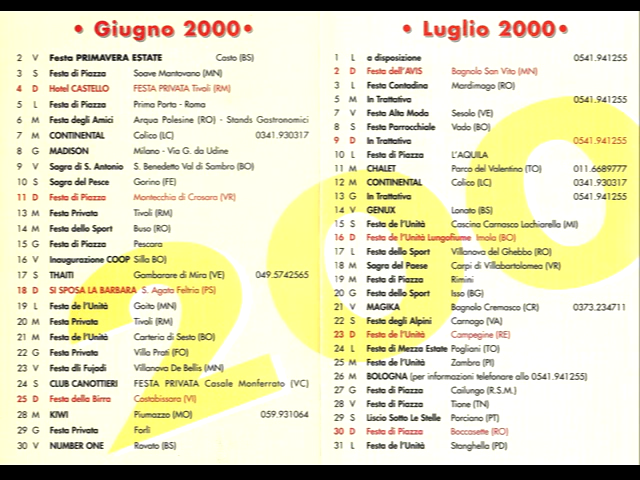 • Giugno 2000 •
2 V Festa PRIMAVERA ESTATE Casto (BS)
3 S Festa di Piazza Soave Mantovano (MN)
4 D Hotel CASTELLO FESTA PRIVATA Tivoli (RM)
5 L Festa di Piazza Prima Porta - Roma
6 M Festa degli Amici Arqua Polesine (RO) - Stands Gastronomici
7 M CONTINENTAL Colico (LC) 0341.930317
8 G MADISON Milano - Via G. da Udine
9 V Sagra di S. Antonio S. Benedetto Val di Sambro (BO)
10 S Sagra del Pesce Gorino (FE)
11 D Festa di Piazza Montecchia di Crosara (VR)
13 M Festa Privata Tivoli (RM)
14 M Festa dello Sport Buso (RO)
15 G Festa di Piazza Pescara
16 V Inaugurazione COOP Silla BO)
17 S THAITI Gambarare di Mira (VE) 049.5742565
18 D SI SPOSA LA BARBARA S. Agata Feltria (PS)
19 L Festa de l'Unità Goito (MN)
20 M Festa Privata Tivoli (RM)
21 M Festa de l'Unità Carteria di Sesto (BO)
22 G Festa Privata Villa Prati (FO)
23 V Festa dli Fujadi Villanova De Bellis (MN)
24 S CLUB CANOTTIERI FESTA PRIVATA Casale Monferrato (VC)
25 D Festa della Birra Costabissara (VI)
28 M KIWI Piumazzo (MO) 059.931064
29 G Festa Privata Forlì
30 V NUMBER ONE Rovato (BS)
• Luglio 2000 •
1 L a disposizione 0541.941255
2 D Festa dell'AVIS Bagnolo San Vito (MN)
3 L Festa Contadina Mardimago (RO)
5 M In Trattativa 0541.941255
7 V Festa Alta Moda Sesolo (VE)
8 S Festa Parrocchiale Vado (BO)
9 D In Trattativa 0541.941255
10 L Festa di Piazza L'AQUILA
11 M CHALET Parco del Valentino (TO) 011.6689777
12 M CONTINENTAL Colico (LC) 0341.930317
13 G In Trattativa 0541.941255
14 V GENUX Lonato (BS)
15 S Festa de l'Unità Cascina Carnasco Lachiarella (MI)
16 D Festa de l'Unità Lungofiume Imola (BO)
17 L Festa dello Sport Villanova del Ghebbo (RO)
18 M Sagra del Paese Carpi di Villabartolomea (VR)
19 M Festa di Piazza Rimini
20 G Festa dello Sport Isso (BG)
21 V MAGIKA Bagnolo Cremasco (CR) 0373.234711
22 S Festa degli Alpini Carnago (VA)
23 D Festa de l'Unità Campegine (RE)
24 L Festa di Mezza Estate Pogliani (TO)
25 M Festa de l'Unità Zambra (PI)
26 M BOLOGNA (per informazioni telefonare allo 0541.941255)
27 G Festa di Piazza Cailungo (R.S.M.)
28 V Festa di Piazza Tione (TN)
29 S Liscio Sotto Le Stelle Porciano (PT)
30 D Festa di Piazza Boccasette (RO)
31 L Festa de l'Unità Stanghella (PD)
200